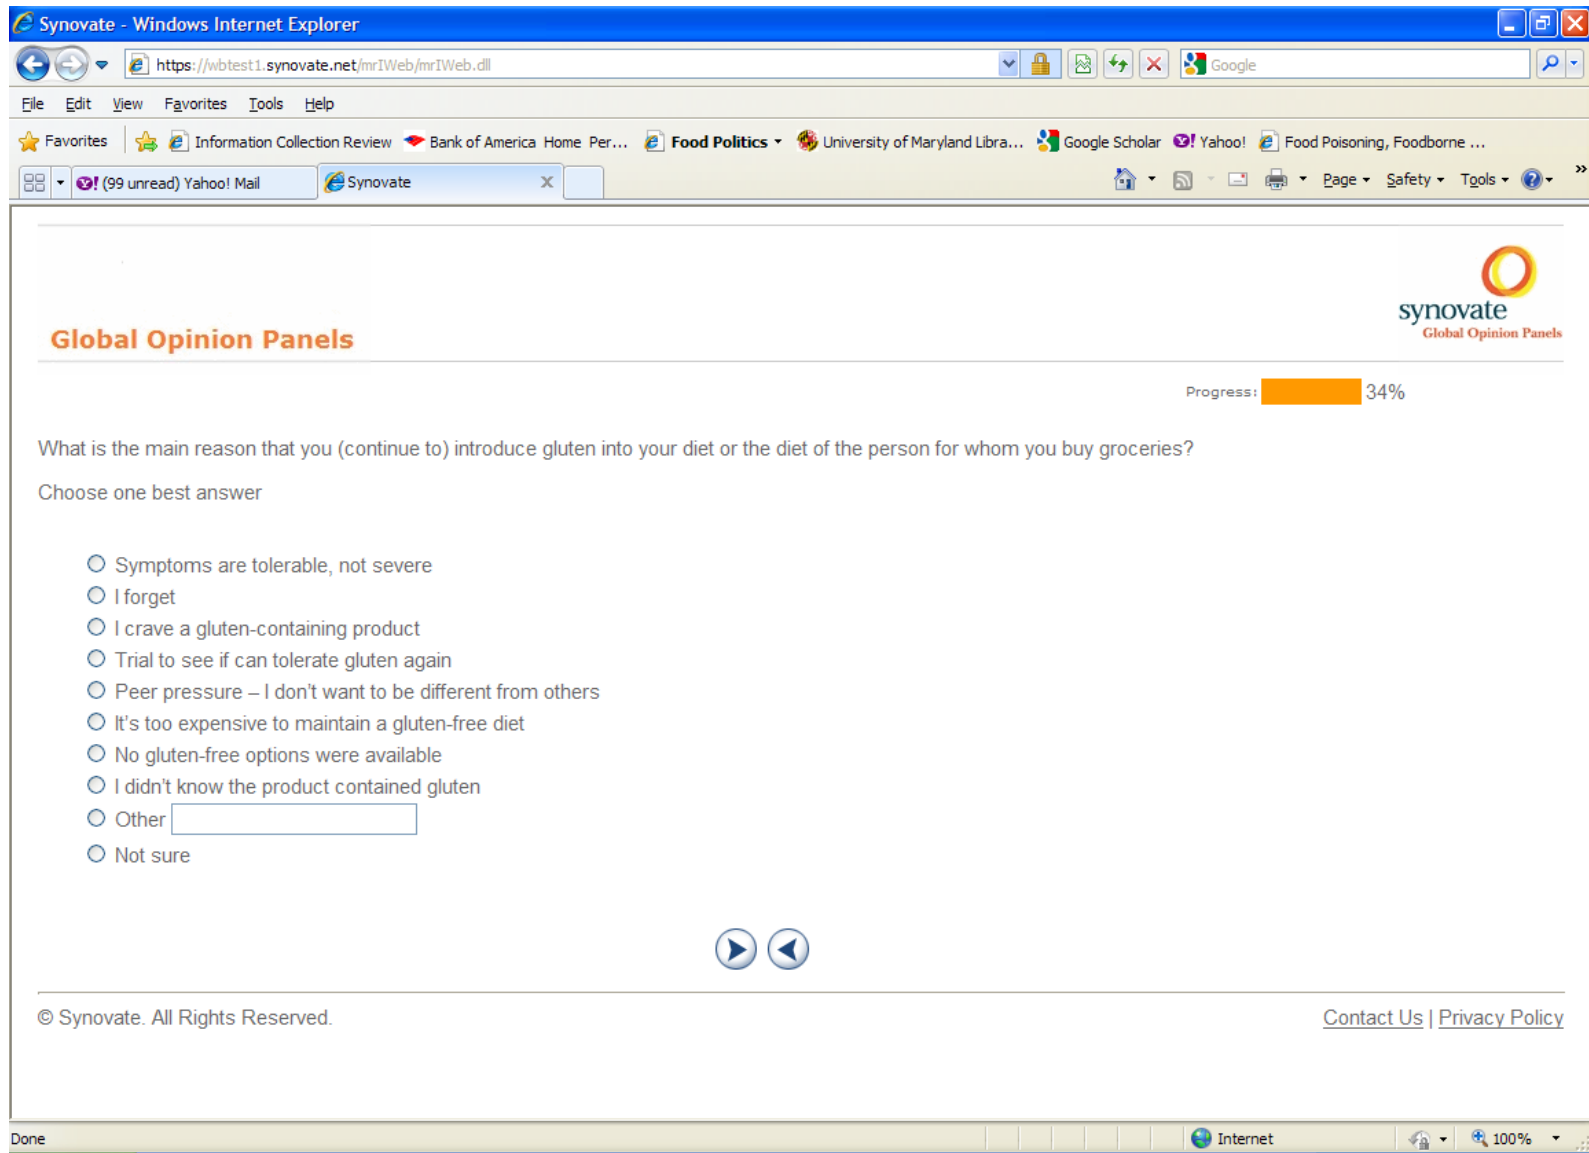 Synovate - Windows Internet Explorer
https://wbtest1.synovate.net/mrIWeb/mrIWeb.dll
Google
File Edit View Favorites Tools Help
Favorites Information Collection Review Bank of America Home Per... Food Politics University of Maryland Libra... Google Scholar Yahoo! Food Poisoning, Foodborne ...
(99 unread) Yahoo! Mail Synovate x Page Safety Tools »
Global Opinion Panels
synovate
Global Opinion Panels
Progress: 34%
What is the main reason that you (continue to) introduce gluten into your diet or the diet of the person for whom you buy groceries?
Choose one best answer
Symptoms are tolerable, not severe
I forget
I crave a gluten-containing product
Trial to see if can tolerate gluten again
Peer pressure – I don’t want to be different from others
It’s too expensive to maintain a gluten-free diet
No gluten-free options were available
I didn’t know the product contained gluten
Other
Not sure
© Synovate. All Rights Reserved.
Contact Us | Privacy Policy
Done Internet 100%